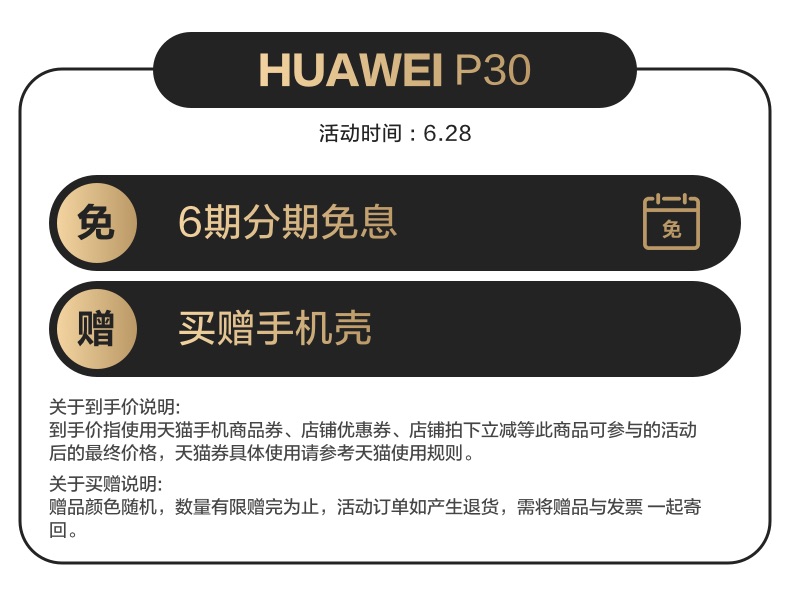 HUAWEI P30
活动时间：6.28
免 6期分期免息 免
赠 买赠手机壳
关于到手价说明:
到手价指使用天猫手机商品券、店铺优惠券、店铺拍下立减等此商品可参与的活动
后的最终价格，天猫券具体使用请参考天猫使用规则。
关于买赠说明:
赠品颜色随机，数量有限赠完为止，活动订单如产生退货，需将赠品与发票 一起寄
回。